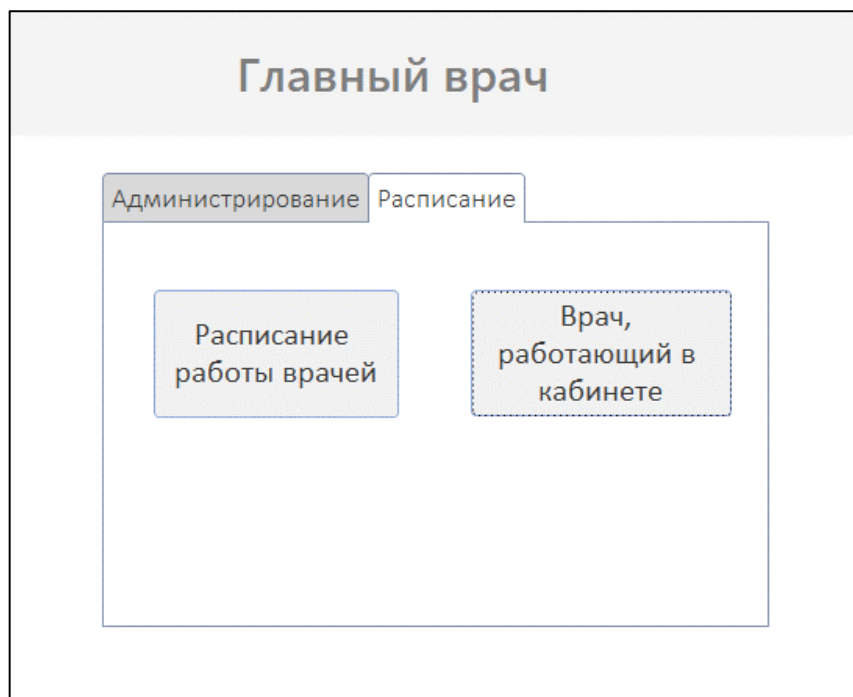 Главный врач
Администрирование Расписание
Расписание
работы врачей
Врач,
работающий в
кабинете